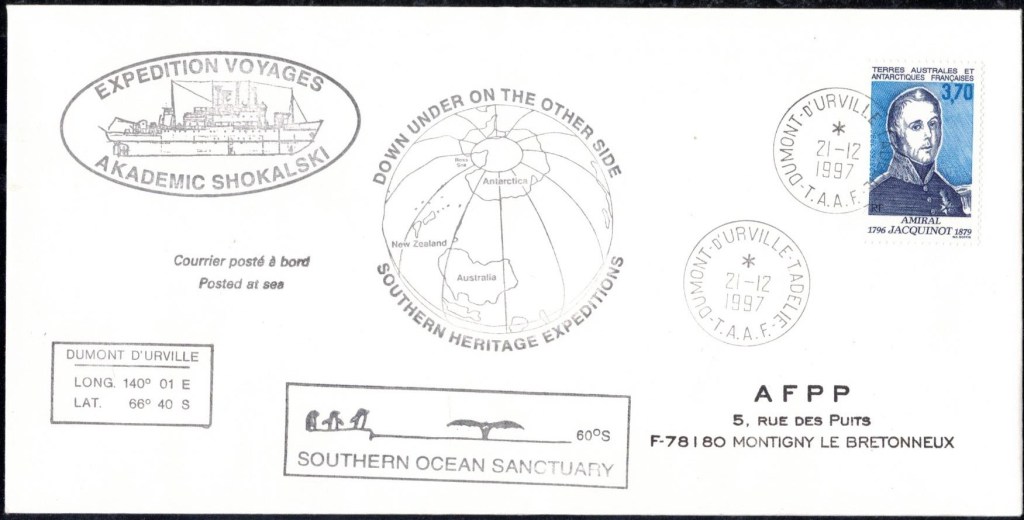 EXPEDITION VOYAGES
AKADEMIC SHOKALSKI
DOWN UNDER ON THE OTHER SIDE
Ross Sea
Antarctica
New Zealand
Australia
SOUTHERN HERITAGE EXPEDITIONS
TERRES AUSTRALES ET
ANTARCTIQUES FRANÇAISES
3,70
RF
AMIRAL
1796 JACQUINOT 1879
DUMONT-D'URVILLE
*
21-12
1997
-T.A.A.F.-
Courrier posté à bord
Posted at sea
DUMONT-D'URVILLE-TADELIE-
*
21-12
1997
-T.A.A.F.-
DUMONT D'URVILLE
LONG. 140° 01 E
LAT. 66° 40 S
60°S
SOUTHERN OCEAN SANCTUARY
AFPP
5, RUE DES PUITS
F-78180 MONTIGNY LE BRETONNEUX